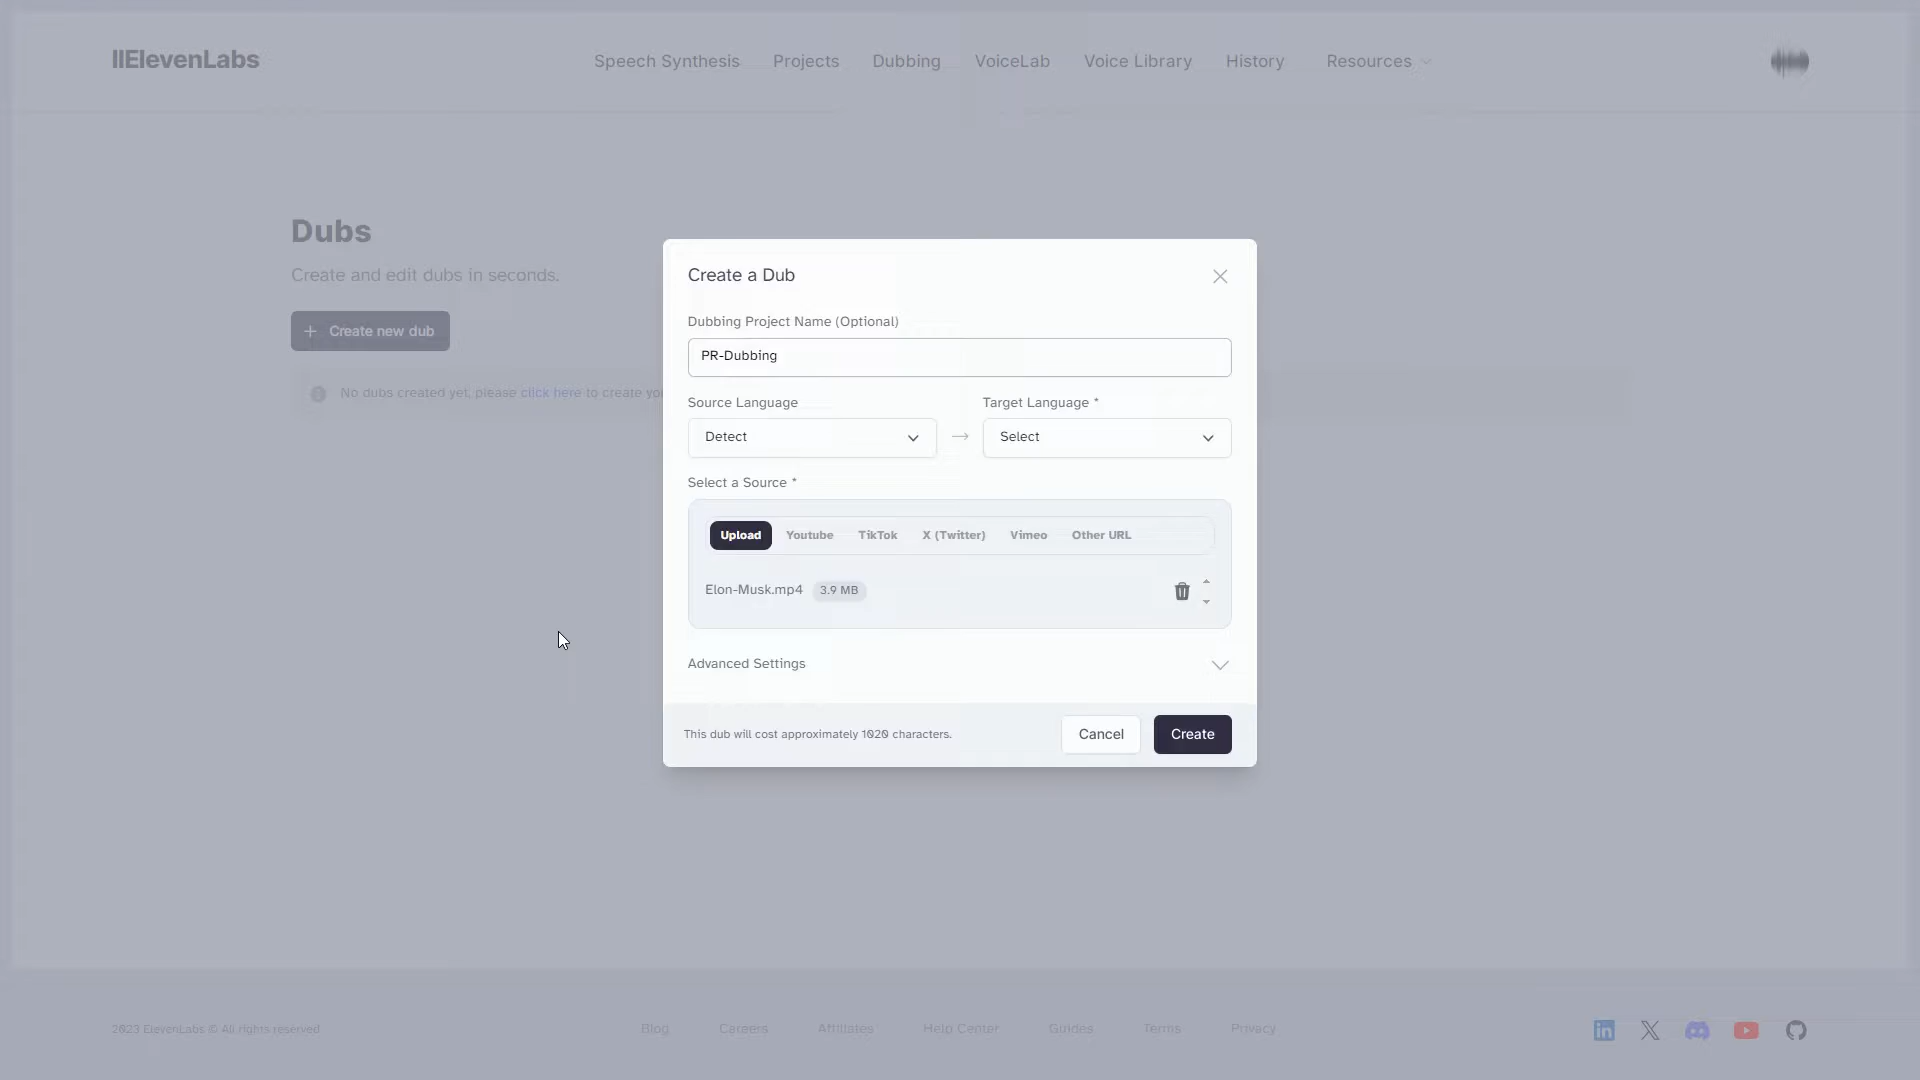 IIElevenLabs
Speech Synthesis Projects Dubbing VoiceLab Voice Library History Resources
Dubs
Create and edit dubs in seconds.
+ Create new dub
No dubs created yet, please click here to create yo
Create a Dub
Dubbing Project Name (Optional)
PR-Dubbing
Source Language Target Language *
Detect → Select
Select a Source *
Upload Youtube TikTok X (Twitter) Vimeo Other URL
Elon-Musk.mp4 3.9 MB
Advanced Settings
This dub will cost approximately 1020 characters. Cancel Create
2023 ElevenLabs © All rights reserved Blog Careers Affiliates Help Center Guides Terms Privacy